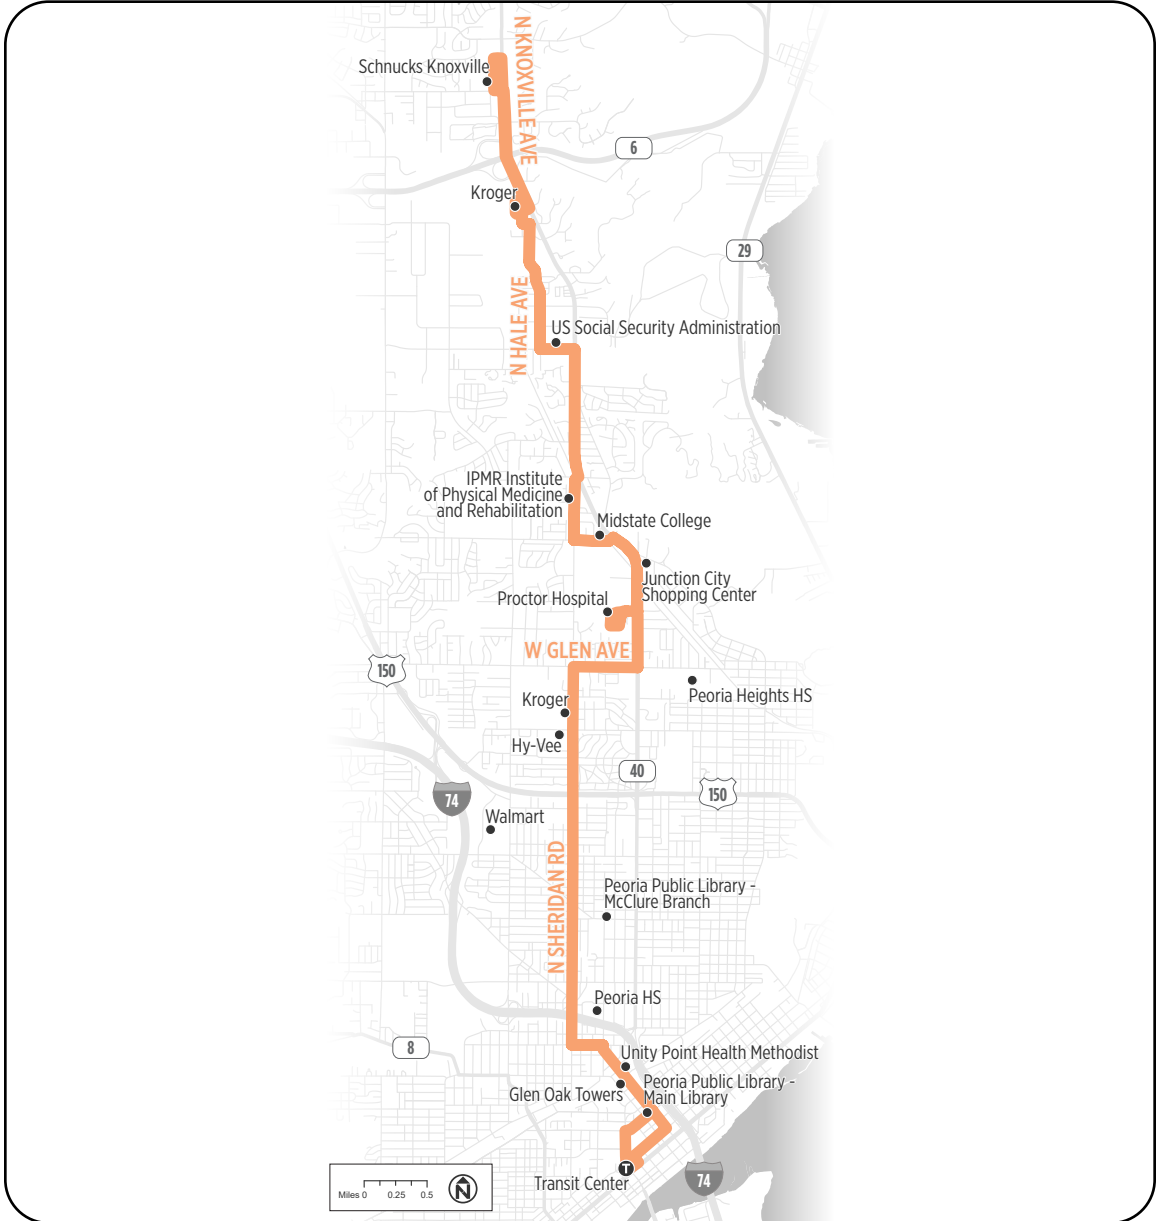 N KNOXVILLE AVE
Schnucks Knoxville
6
Kroger
29
N HALE AVE
US Social Security Administration
IPMR Institute
of Physical Medicine
and Rehabilitation
Midstate College
Junction City
Shopping Center
Proctor Hospital
W GLEN AVE
150
Peoria Heights HS
Kroger
Hy-Vee
40
74
150
Walmart
N SHERIDAN RD
Peoria Public Library -
McClure Branch
Peoria HS
8
Unity Point Health Methodist
Glen Oak Towers
Peoria Public Library -
Main Library
T
Transit Center
74
Miles 0 0.25 0.5
N